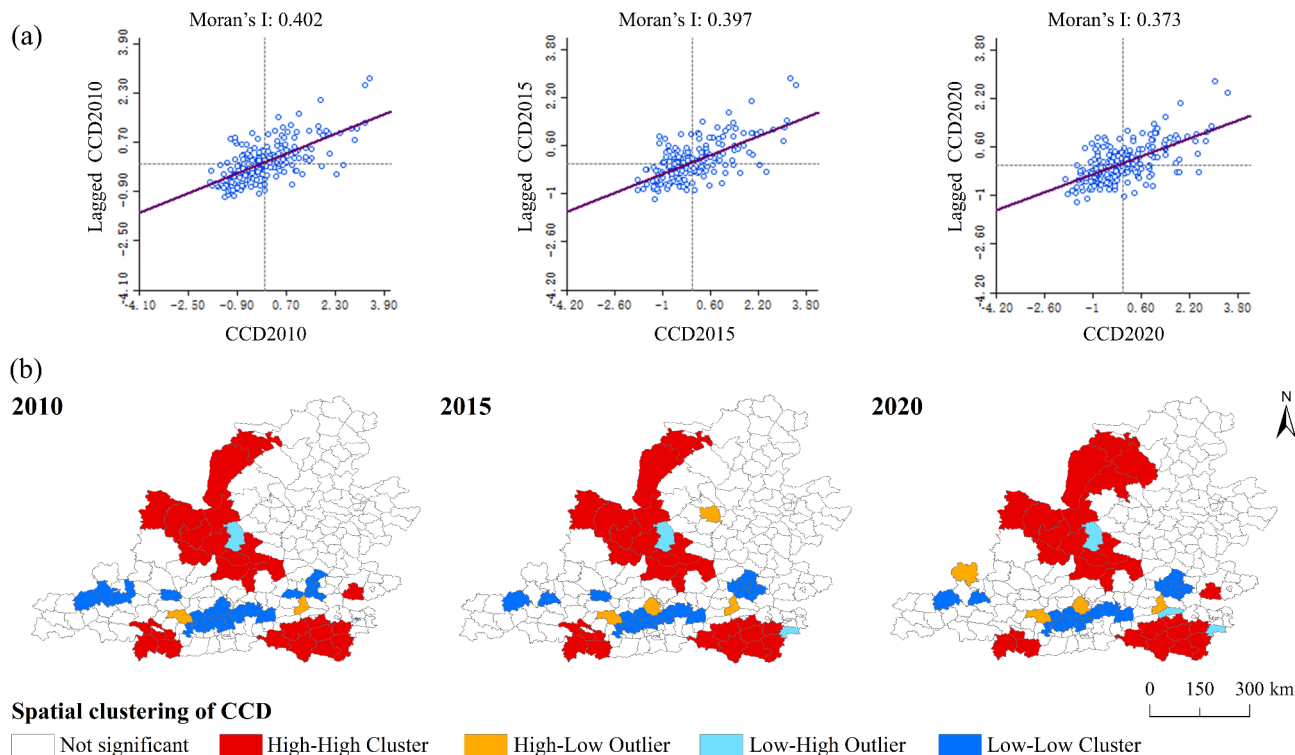 (a)
Moran's I: 0.402
Lagged CCD2010
3.90
2.30
0.70
-0.90
-2.50
-4.10
-4.10 -2.50 -0.90 0.70 2.30 3.90
CCD2010
Moran's I: 0.397
Lagged CCD2015
3.80
2.20
0.60
-1
-2.60
-4.20
-4.20 -2.60 -1 0.60 2.20 3.80
CCD2015
Moran's I: 0.373
Lagged CCD2020
3.80
2.20
0.60
-1
-2.60
-4.20
-4.20 -2.60 -1 0.60 2.20 3.80
CCD2020
(b)
2010
2015
2020
N
0 150 300 km
Spatial clustering of CCD
Not significant
High-High Cluster
High-Low Outlier
Low-High Outlier
Low-Low Cluster